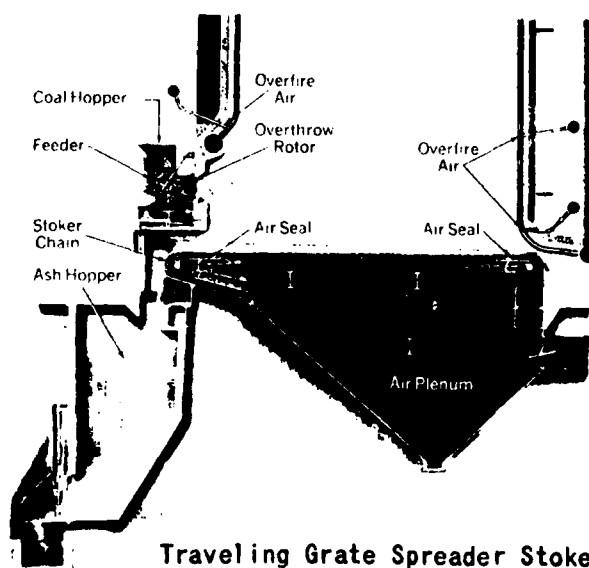 Coal Hopper
Feeder
Stoker
Chain
Ash Hopper
Overfire
Air
Overthrow
Rotor
Air Seal
Overfire
Air
Air Seal
Air Plenum
Traveling Grate Spreader Stoke